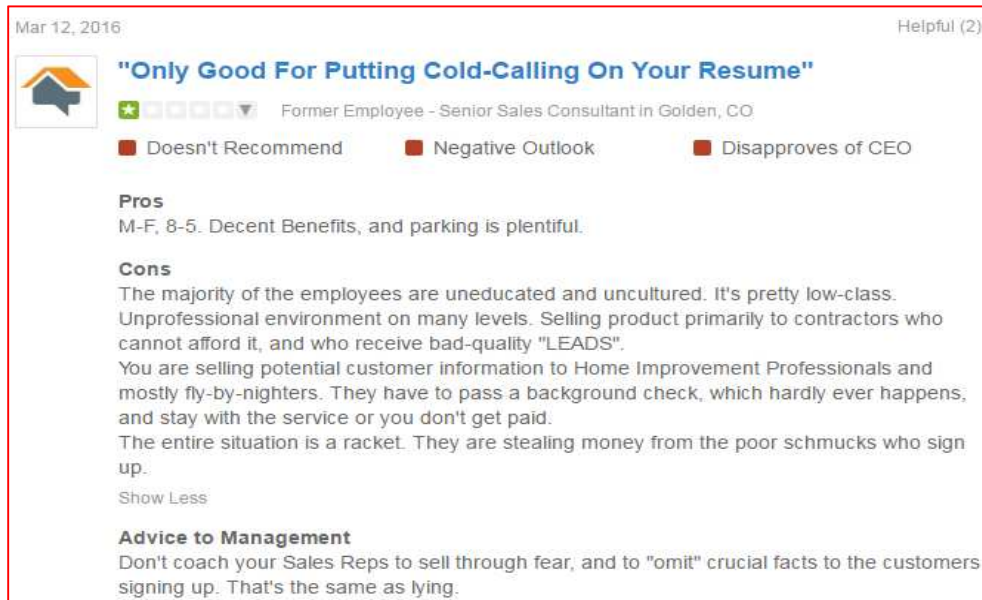 Mar 12, 2016 Helpful (2)
"Only Good For Putting Cold-Calling On Your Resume"
Former Employee - Senior Sales Consultant in Golden, CO
Doesn't Recommend Negative Outlook Disapproves of CEO
Pros
M-F, 8-5. Decent Benefits, and parking is plentiful.
Cons
The majority of the employees are uneducated and uncultured. It's pretty low-class.
Unprofessional environment on many levels. Selling product primarily to contractors who
cannot afford it, and who receive bad-quality "LEADS".
You are selling potential customer information to Home Improvement Professionals and
mostly fly-by-nighters. They have to pass a background check, which hardly ever happens,
and stay with the service or you don't get paid.
The entire situation is a racket. They are stealing money from the poor schmucks who sign
up.
Show Less
Advice to Management
Don't coach your Sales Reps to sell through fear, and to "omit" crucial facts to the customers
signing up. That's the same as lying.